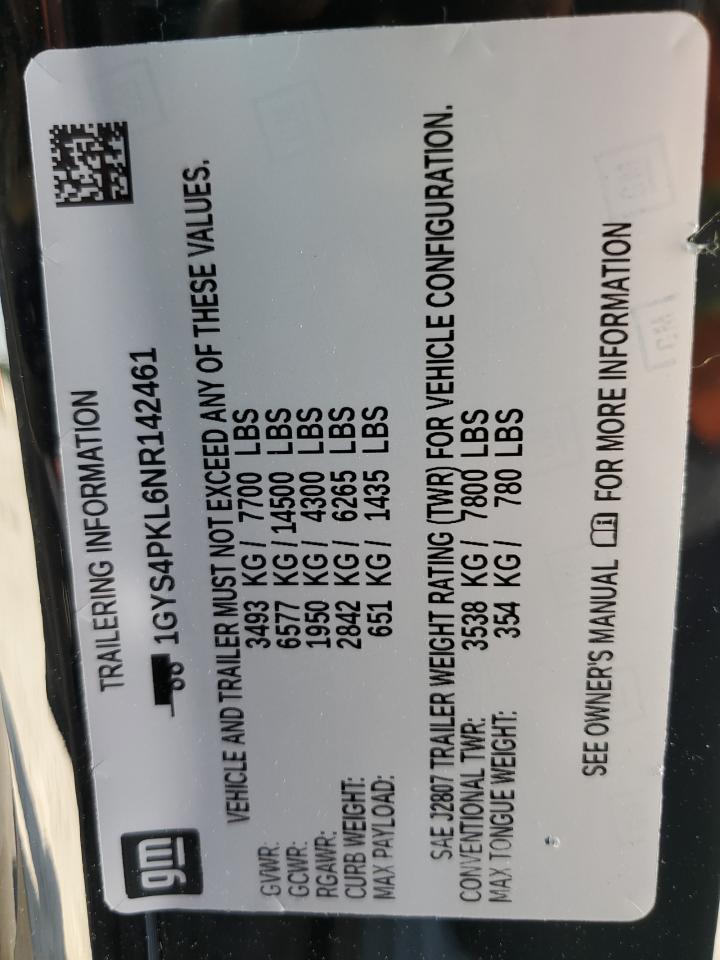 gm
TRAILERING INFORMATION
1GYS4PKL6NR142461
VEHICLE AND TRAILER MUST NOT EXCEED ANY OF THESE VALUES.
GVWR: 3493 KG / 7700 LBS
GCWR: 6577 KG / 14500 LBS
RGAWR: 1950 KG / 4300 LBS
CURB WEIGHT: 2842 KG / 6265 LBS
MAX PAYLOAD: 651 KG / 1435 LBS
SAE J2807 TRAILER WEIGHT RATING (TWR) FOR VEHICLE CONFIGURATION.
CONVENTIONAL TWR: 3538 KG / 7800 LBS
MAX TONGUE WEIGHT: 354 KG / 780 LBS
SEE OWNER'S MANUAL FOR MORE INFORMATION